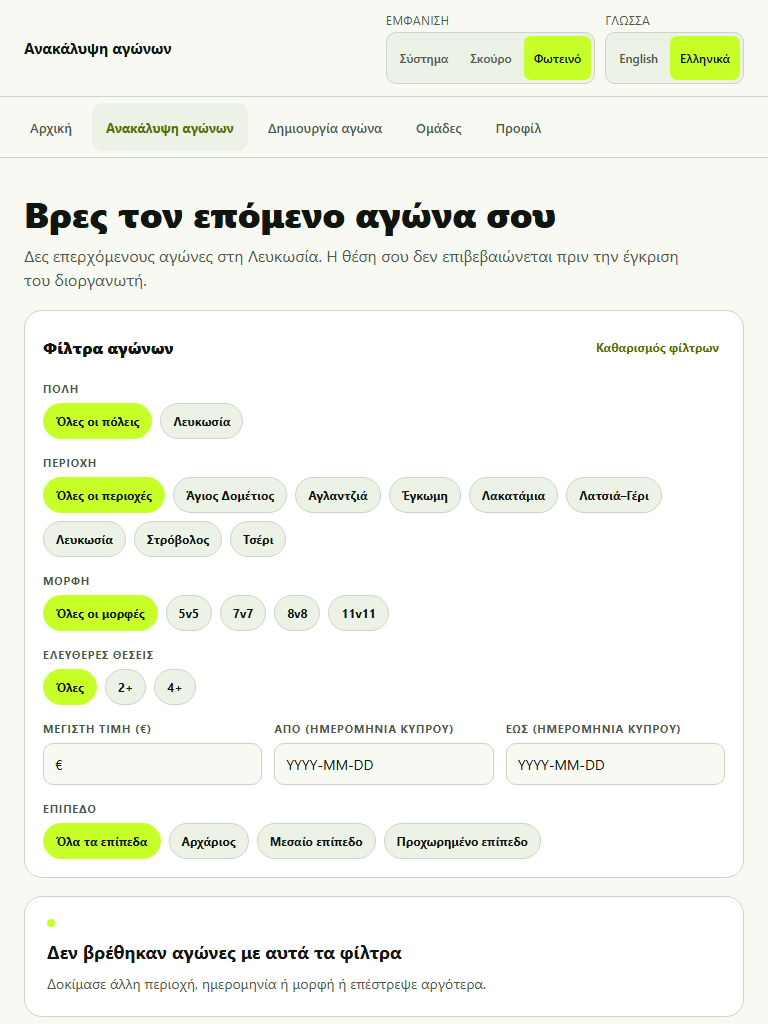 ΕΜΦΑΝΙΣΗ
ΓΛΩΣΣΑ
Ανακάλυψη αγώνων
Σύστημα
Σκούρο
Φωτεινό
English
Ελληνικά
Αρχική
Ανακάλυψη αγώνων
Δημιουργία αγώνα
Ομάδες
Προφίλ
Βρες τον επόμενο αγώνα σου
Δες επερχόμενους αγώνες στη Λευκωσία. Η θέση σου δεν επιβεβαιώνεται πριν την έγκριση
του διοργανωτή.
Φίλτρα αγώνων
Καθαρισμός φίλτρων
ΠΟΛΗ
Όλες οι πόλεις
Λευκωσία
ΠΕΡΙΟΧΗ
Όλες οι περιοχές
Άγιος Δομέτιος
Αγλαντζιά
Έγκωμη
Λακατάμια
Λατσιά–Γέρι
Λευκωσία
Στρόβολος
Τσέρι
ΜΟΡΦΗ
Όλες οι μορφές
5v5
7v7
8v8
11v11
ΕΛΕΥΘΕΡΕΣ ΘΕΣΕΙΣ
Όλες
2+
4+
ΜΕΓΙΣΤΗ ΤΙΜΗ (€)
ΑΠΟ (ΗΜΕΡΟΜΗΝΙΑ ΚΥΠΡΟΥ)
ΕΩΣ (ΗΜΕΡΟΜΗΝΙΑ ΚΥΠΡΟΥ)
€
YYYY-MM-DD
YYYY-MM-DD
ΕΠΙΠΕΔΟ
Όλα τα επίπεδα
Αρχάριος
Μεσαίο επίπεδο
Προχωρημένο επίπεδο
Δεν βρέθηκαν αγώνες με αυτά τα φίλτρα
Δοκίμασε άλλη περιοχή, ημερομηνία ή μορφή ή επέστρεψε αργότερα.